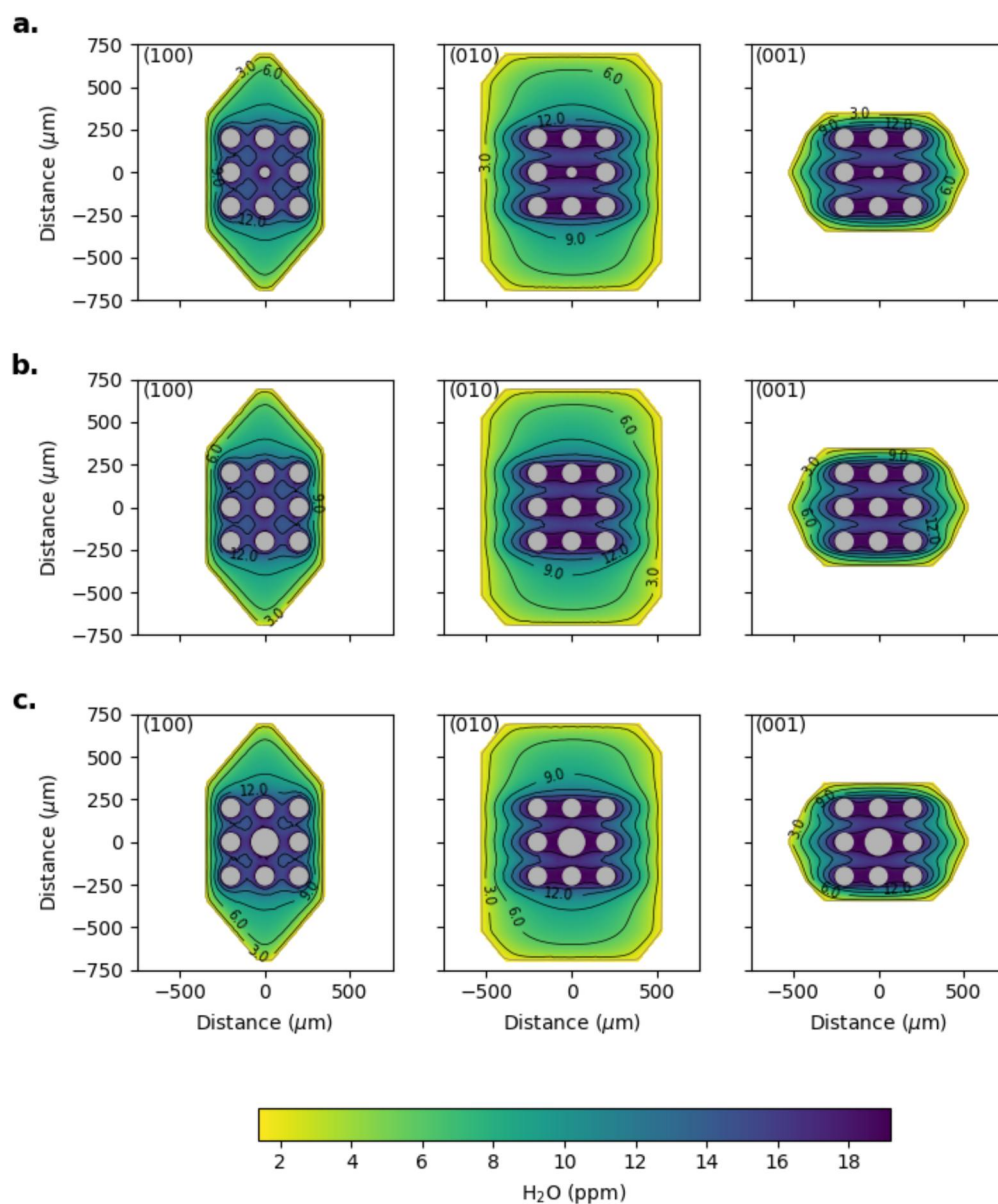 a.
(100) (010) (001)
750
500
250
0
−250
−500
−750
Distance (μm)
3.0 6.0 9.0 12.0
6.0 12.0 3.0 9.0
3.0 9.0 12.0 6.0
b.
(100) (010) (001)
750
500
250
0
−250
−500
−750
Distance (μm)
6.0 9.0 12.0 3.0
6.0 12.0 9.0 3.0
9.0 3.0 6.0 12.0
c.
(100) (010) (001)
750
500
250
0
−250
−500
−750
Distance (μm)
12.0 9.0 6.0 3.0
9.0 12.0 3.0 6.0
9.0 3.0 6.0 12.0
−500 0 500 −500 0 500 −500 0 500
Distance (μm) Distance (μm) Distance (μm)
2 4 6 8 10 12 14 16 18
H₂O (ppm)